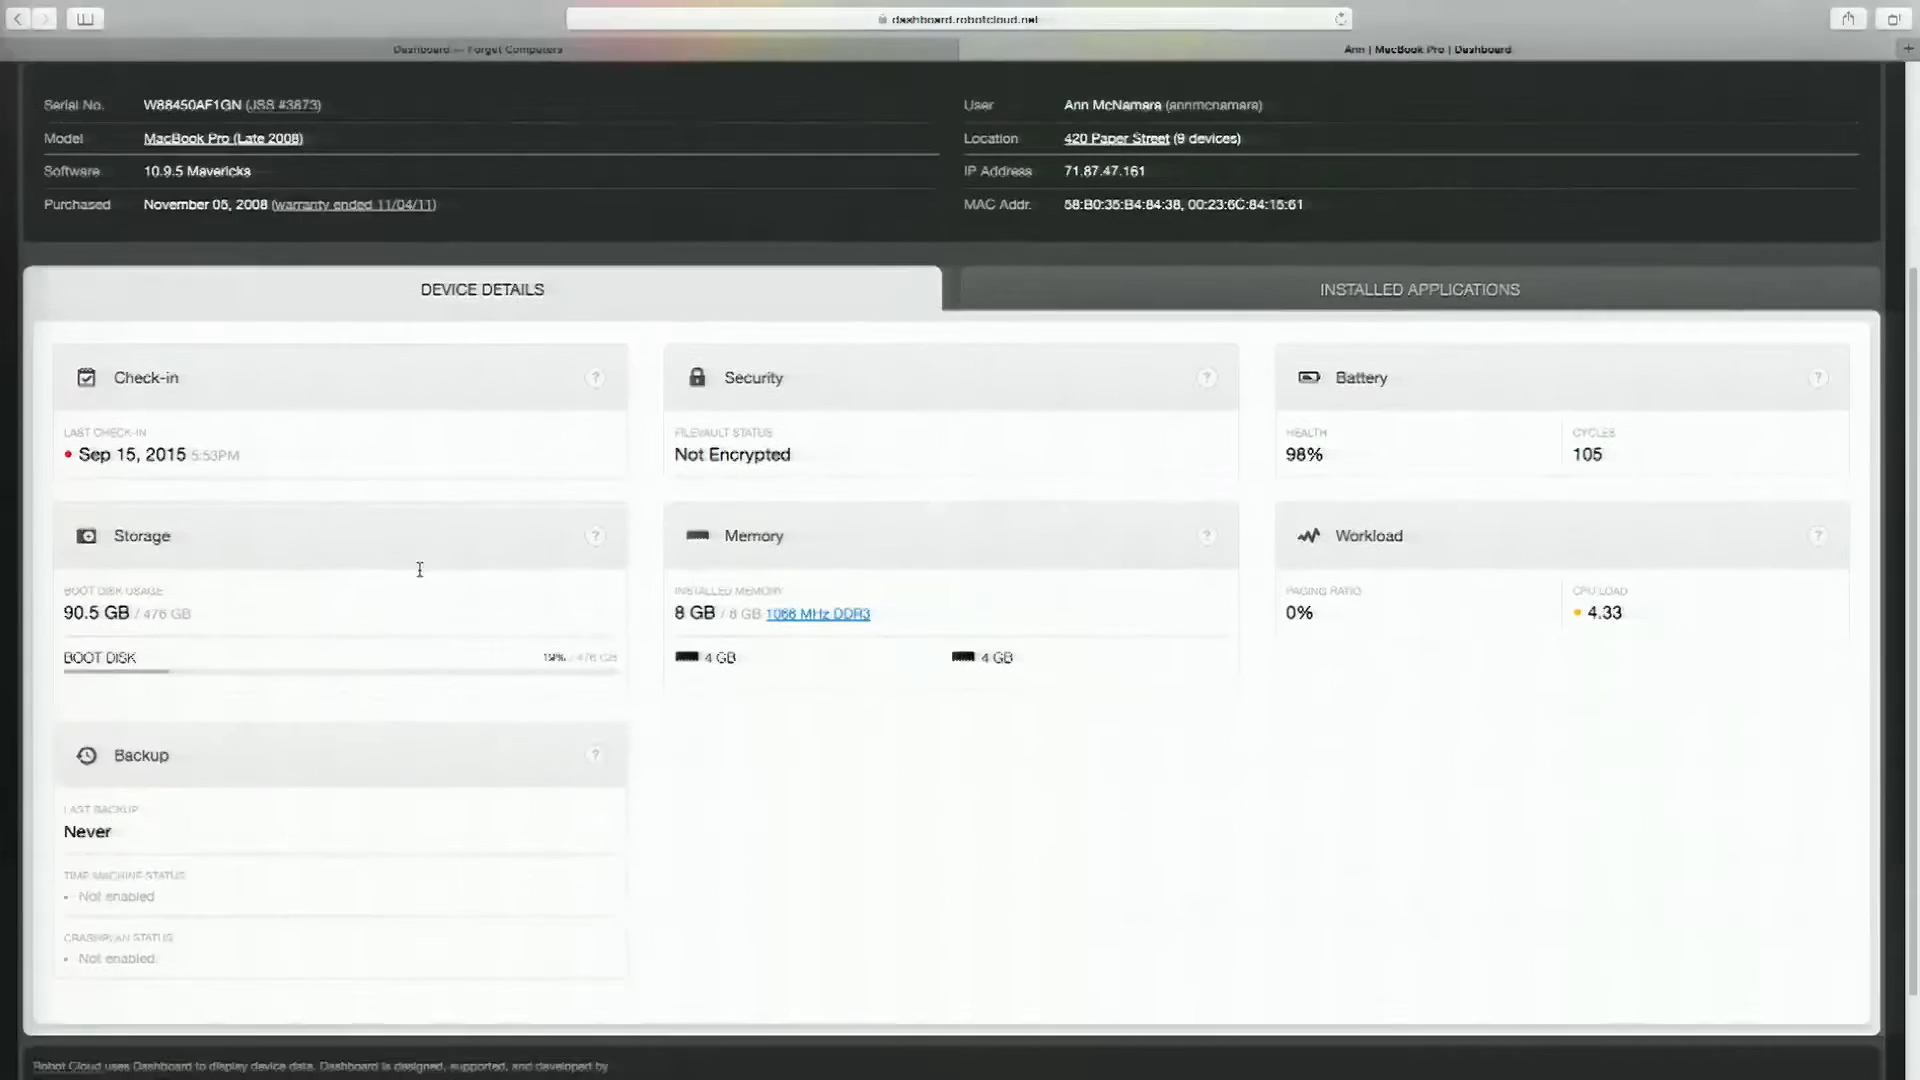 dashboard.robotcloud.net
Dashboard — Forget Computers
Ann | MacBook Pro | Dashboard
Serial No. W88450AF1GN (JSS #3873)
User Ann McNamara (annmcnamara)
Model MacBook Pro (Late 2008)
Location 420 Paper Street (9 devices)
Software 10.9.5 Mavericks
IP Address 71.87.47.161
Purchased November 05, 2008 (warranty ended 11/04/11)
MAC Addr. 58:B0:35:B4:84:38, 00:23:6C:84:15:61
DEVICE DETAILS
INSTALLED APPLICATIONS
Check-in ?
Security ?
Battery ?
LAST CHECK-IN
Sep 15, 2015 5:53PM
FILEVAULT STATUS
Not Encrypted
HEALTH
98%
CYCLES
105
Storage ?
Memory ?
Workload ?
BOOT DISK USAGE
90.5 GB / 476 GB
BOOT DISK 19% / 476 GB
INSTALLED MEMORY
8 GB / 8 GB 1066 MHz DDR3
4 GB
4 GB
PAGING RATIO
0%
CPU LOAD
4.33
Backup ?
LAST BACKUP
Never
TIME MACHINE STATUS
• Not enabled
CRASHPLAN STATUS
• Not enabled
Robot Cloud uses Dashboard to display device data. Dashboard is designed, supported, and developed by